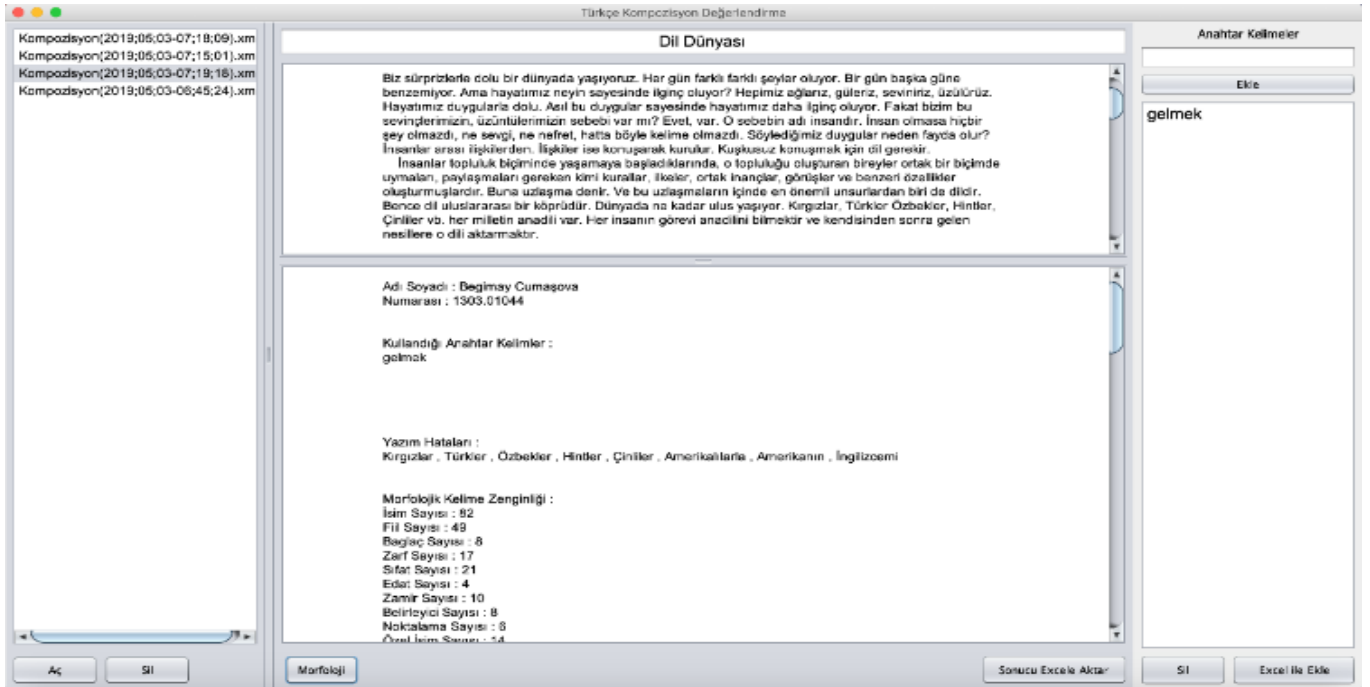 Türkçe Kompozisyon Değerlendirme
Kompozisyon(2019;05;03-07;18;09).xm
Kompozisyon(2019;05;03-07;15;01).xm
Kompozisyon(2019;05;03-07;19;16).xm
Kompozisyon(2019;05;03-06;45;24).xm
Aç
Sil
Dil Dünyası
Biz sürprizlerle dolu bir dünyada yaşıyoruz. Her gün farklı farklı şeyler oluyor. Bir gün başka güne
benzemiyor. Ama hayatımız neyin sayesinde ilginç oluyor? Hepimiz ağlarız, güleriz, seviniriz, üzülürüz.
Hayatımız duygularla dolu. Asıl bu duygular sayesinde hayatımız daha ilginç oluyor. Fakat bizim bu
sevinçlerimizin, üzüntülerimizin sebebi var mı? Evet, var. O sebebin adı insandır. İnsan olmasa hiçbir
şey olmazdı, ne sevgi, ne nefret, hatta böyle kelime olmazdı. Söylediğimiz duygular neden fayda olur?
İnsanlar arası ilişkilerden. İlişkiler ise konuşarak kurulur. Kuşkusuz konuşmak için dil gerekir.
İnsanlar topluluk biçiminde yaşamaya başladıklarında, o topluluğu oluşturan bireyler ortak bir biçimde
uymaları, paylaşmaları gereken kimi kurallar, ilkeler, ortak inançlar, görüşler ve benzeri özellikler
oluşturmuşlardır. Buna uzlaşma denir. Ve bu uzlaşmaların içinde en önemli unsurlardan biri de dildir.
Bence dil uluslararası bir köprüdür. Dünyada ne kadar ulus yaşıyor. Kırgızlar, Türkler Özbekler, Hintler,
Çinliler vb. her milletin anadili var. Her insanın görevi anadilini bilmektir ve kendisinden sonra gelen
nesillere o dili aktarmaktır.
Adı Soyadı : Begimay Cumaşova
Numarası : 1303.01044
Kullandığı Anahtar Kelimler :
gelmek
Yazım Hataları :
Kırgızlar , Türkler , Özbekler , Hintler , Çinliler , Amerikalılarla , Amerikanın , İngilizcemi
Morfolojik Kelime Zenginliği :
İsim Sayısı : 82
Fiil Sayısı : 49
Baglaç Sayısı : 8
Zarf Sayısı : 17
Sıfat Sayısı : 21
Edat Sayısı : 4
Zamir Sayısı : 10
Belirleyici Sayısı : 8
Noktalama Sayısı : 6
Özel İsim Sayısı : 14
Morfoloji
Sonucu Excele Aktar
Anahtar Kelimeler
Ekle
gelmek
Sil
Excel ile Ekle